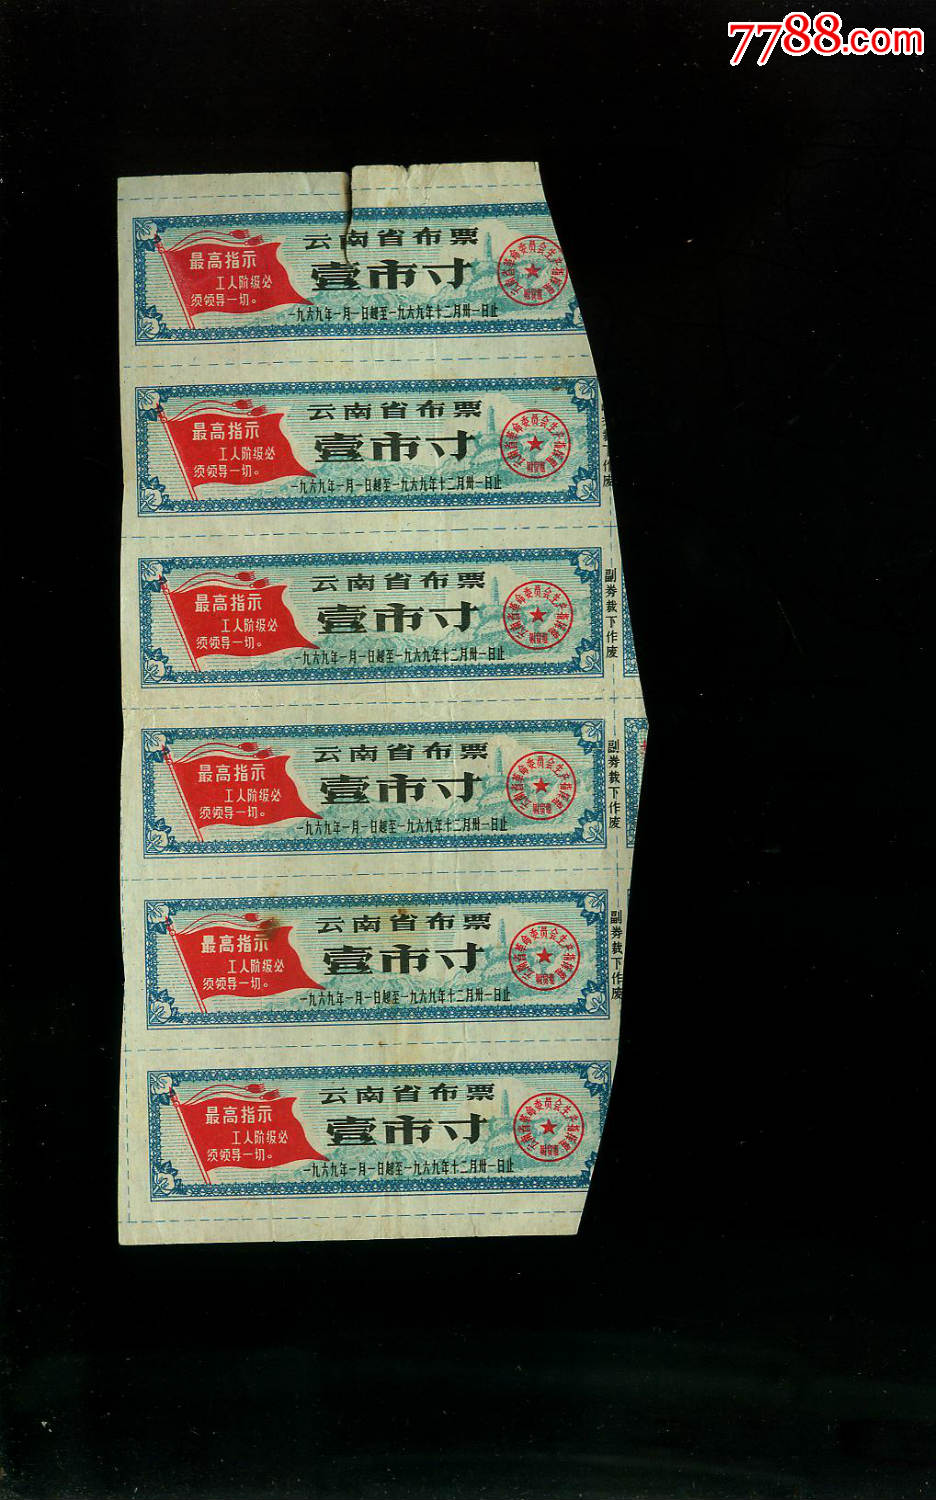 7788.com
云南省布票
壹市寸
最高指示
工人阶级必
须领导一切。
一九六九年一月一日起至一九六九年十二月卅一日止
云南省布票
壹市寸
最高指示
工人阶级必
须领导一切。
一九六九年一月一日起至一九六九年十二月卅一日止
下作废
云南省布票
壹市寸
最高指示
工人阶级必
须领导一切。
一九六九年一月一日起至一九六九年十二月卅一日止
副券裁下作废
云南省布票
壹市寸
最高指示
工人阶级必
须领导一切。
一九六九年一月一日起至一九六九年十二月卅一日止
副券裁下作废
云南省布票
壹市寸
最高指示
工人阶级必
须领导一切。
一九六九年一月一日起至一九六九年十二月卅一日止
副券裁下作废
云南省布票
壹市寸
最高指示
工人阶级必
须领导一切。
一九六九年一月一日起至一九六九年十二月卅一日止